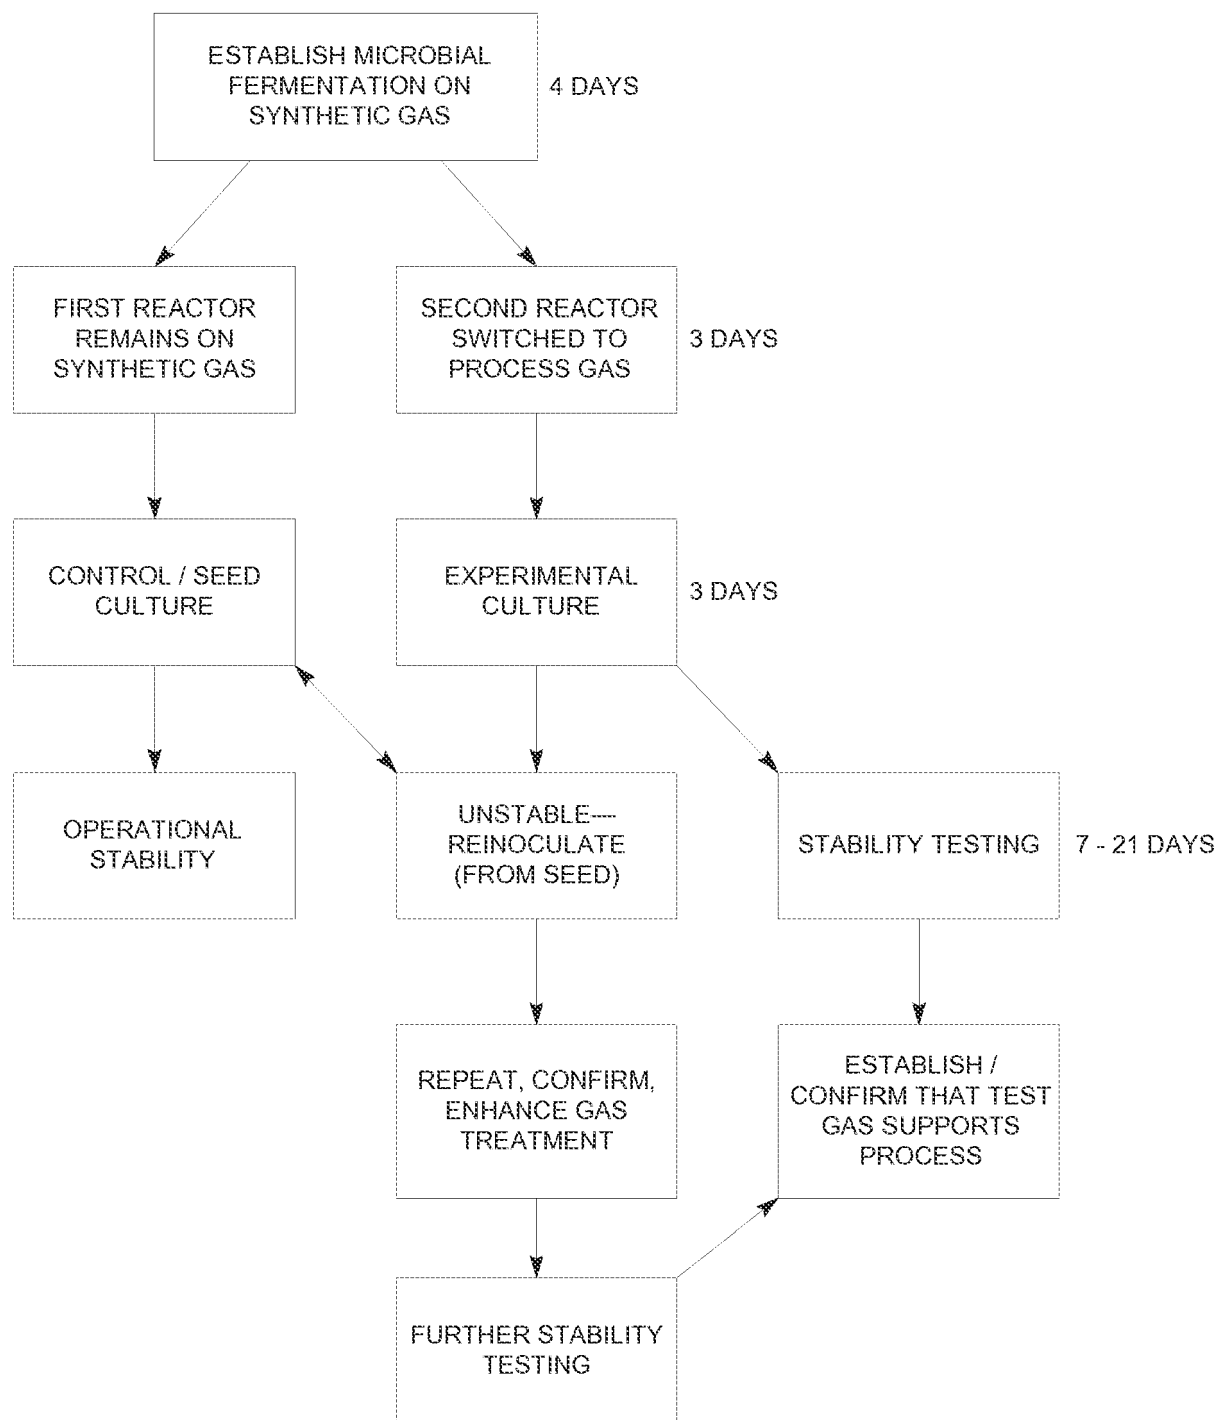 ESTABLISH MICROBIAL
FERMENTATION ON
SYNTHETIC GAS
4 DAYS
FIRST REACTOR
REMAINS ON
SYNTHETIC GAS
SECOND REACTOR
SWITCHED TO
PROCESS GAS
3 DAYS
CONTROL / SEED
CULTURE
EXPERIMENTAL
CULTURE
3 DAYS
OPERATIONAL
STABILITY
UNSTABLE----
REINOCULATE
(FROM SEED)
STABILITY TESTING
7 - 21 DAYS
REPEAT, CONFIRM,
ENHANCE GAS
TREATMENT
ESTABLISH /
CONFIRM THAT TEST
GAS SUPPORTS
PROCESS
FURTHER STABILITY
TESTING